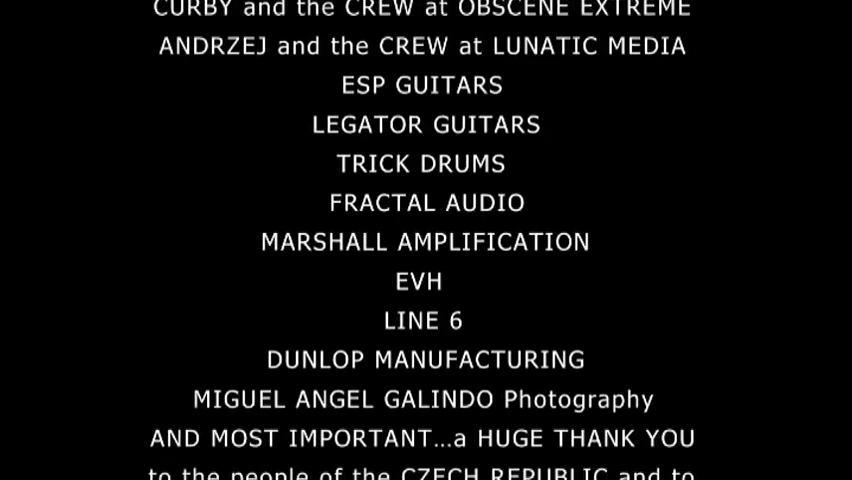 CURBY and the CREW at OBSCENE EXTREME
ANDRZEJ and the CREW at LUNATIC MEDIA
ESP GUITARS
LEGATOR GUITARS
TRICK DRUMS
FRACTAL AUDIO
MARSHALL AMPLIFICATION
EVH
LINE 6
DUNLOP MANUFACTURING
MIGUEL ANGEL GALINDO Photography
AND MOST IMPORTANT...a HUGE THANK YOU
to the people of the CZECH REPUBLIC and to